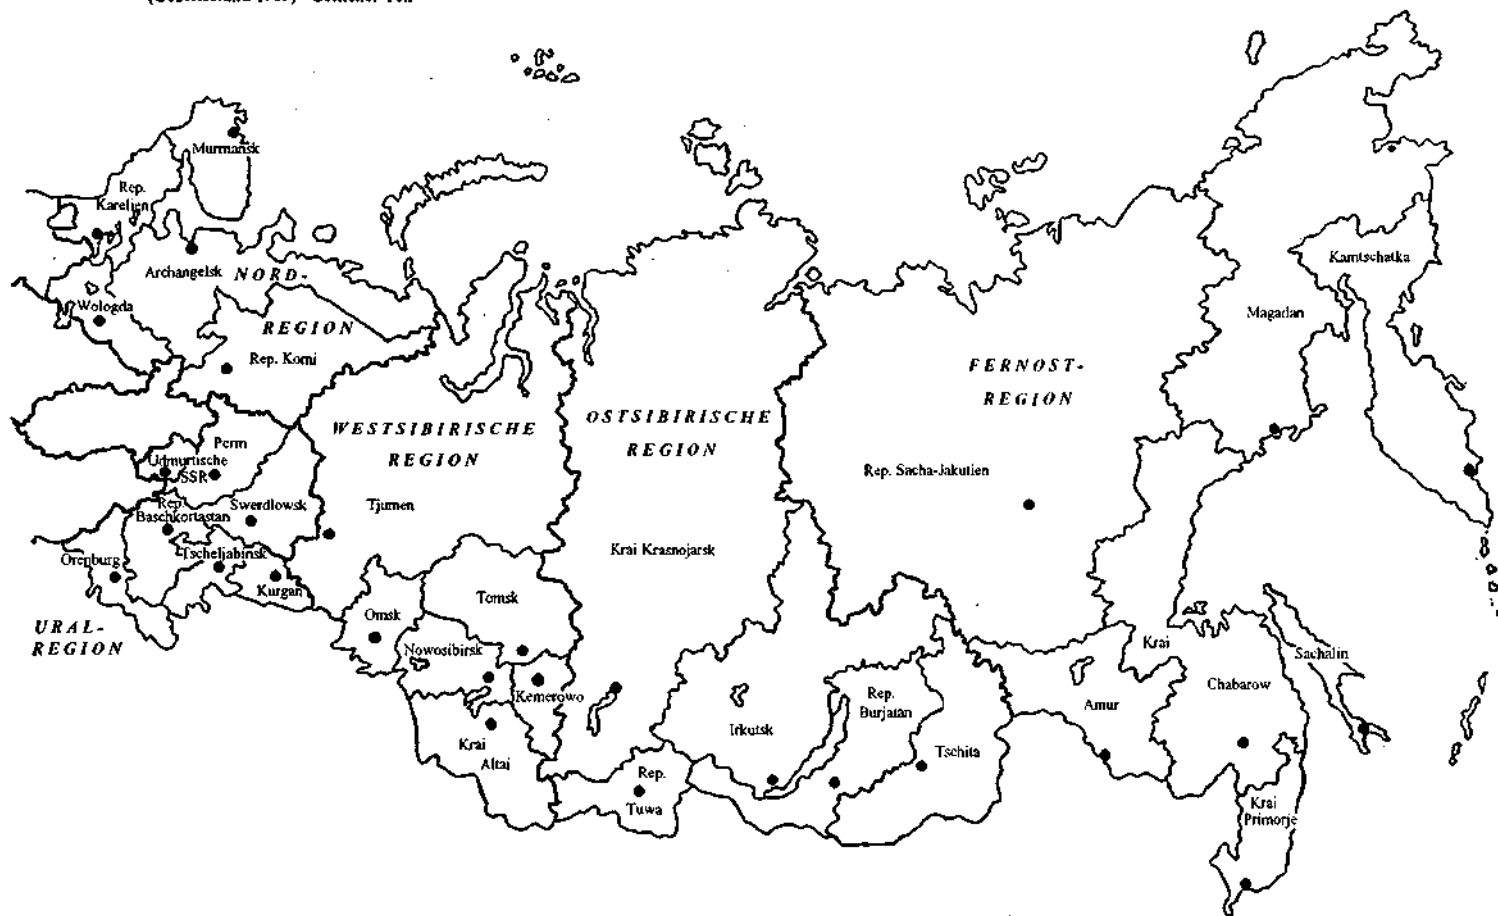 Murmansk
Rep.
Karelien
Archangelsk
NORD-
REGION
Wologda
Rep. Komi
Perm
Udmurtische
SSR
Rep.
Baschkortastan
Swerdlowsk
Orenburg
Tscheljabinsk
Kurgan
URAL-
REGION
WESTSIBIRISCHE
REGION
Tjumen
Omsk
Tomsk
Nowosibirsk
Kemerowo
Krai
Altai
OSTSIBIRISCHE
REGION
Krai Krasnojarsk
Rep.
Tuwa
Irkutsk
Rep.
Burjatan
Tschita
FERNOST-
REGION
Rep. Sacha-Jakutien
Magadan
Kamtschatka
Krai
Chabarow
Amur
Sachalin
Krai
Primorje